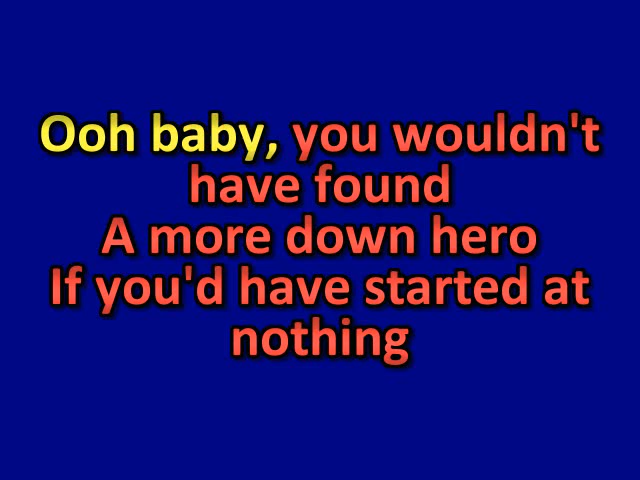 Ooh baby, you wouldn't
have found
A more down hero
If you'd have started at
nothing